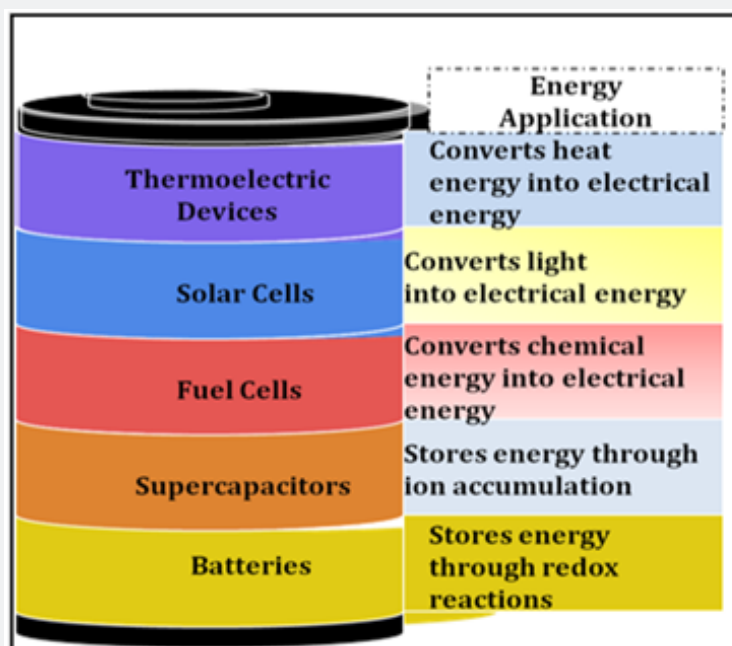 Energy
Application
Thermoelectric
Devices
Converts heat
energy into electrical
energy
Solar Cells
Converts light
into electrical energy
Fuel Cells
Converts chemical
energy into electrical
energy
Supercapacitors
Stores energy through
ion accumulation
Batteries
Stores energy
through redox
reactions